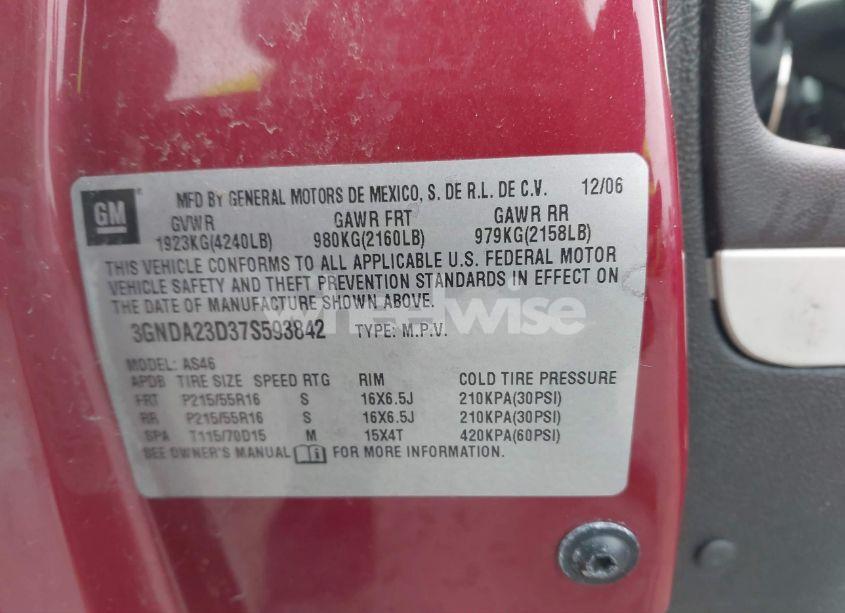 GM
MFD BY GENERAL MOTORS DE MEXICO, S. DE R.L. DE C.V. 12/06
GVWR GAWR FRT GAWR RR
1923KG(4240LB) 980KG(2160LB) 979KG(2158LB)
THIS VEHICLE CONFORMS TO ALL APPLICABLE U.S. FEDERAL MOTOR
VEHICLE SAFETY AND THEFT PREVENTION STANDARDS IN EFFECT ON
THE DATE OF MANUFACTURE SHOWN ABOVE.
wheelwise
3GNDA23D37S593842 TYPE: M.P.V.
MODEL: AS46
APDB TIRE SIZE SPEED RTG RIM COLD TIRE PRESSURE
FRT P215/55R16 S 16X6.5J 210KPA(30PSI)
RR P215/55R16 S 16X6.5J 210KPA(30PSI)
SPA T115/70D15 M 15X4T 420KPA(60PSI)
SEE OWNER'S MANUAL i FOR MORE INFORMATION.